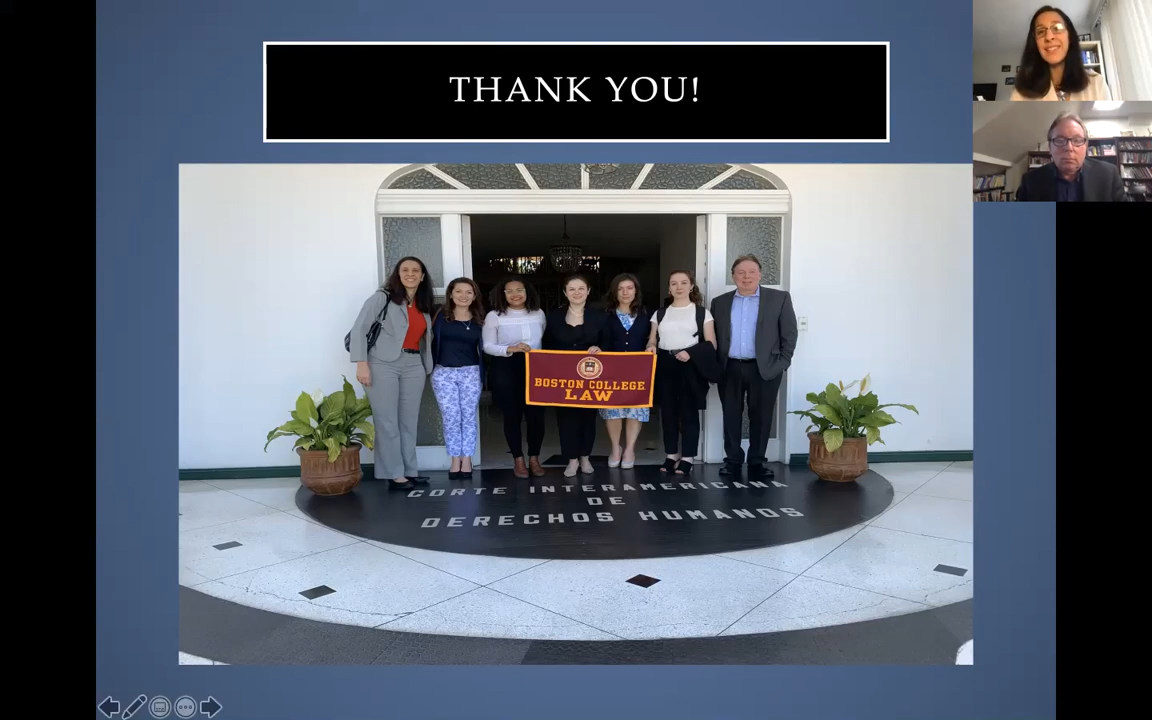 THANK YOU!
BOSTON COLLEGE
LAW
CORTE INTERAMERICANA
DE
DERECHOS HUMANOS